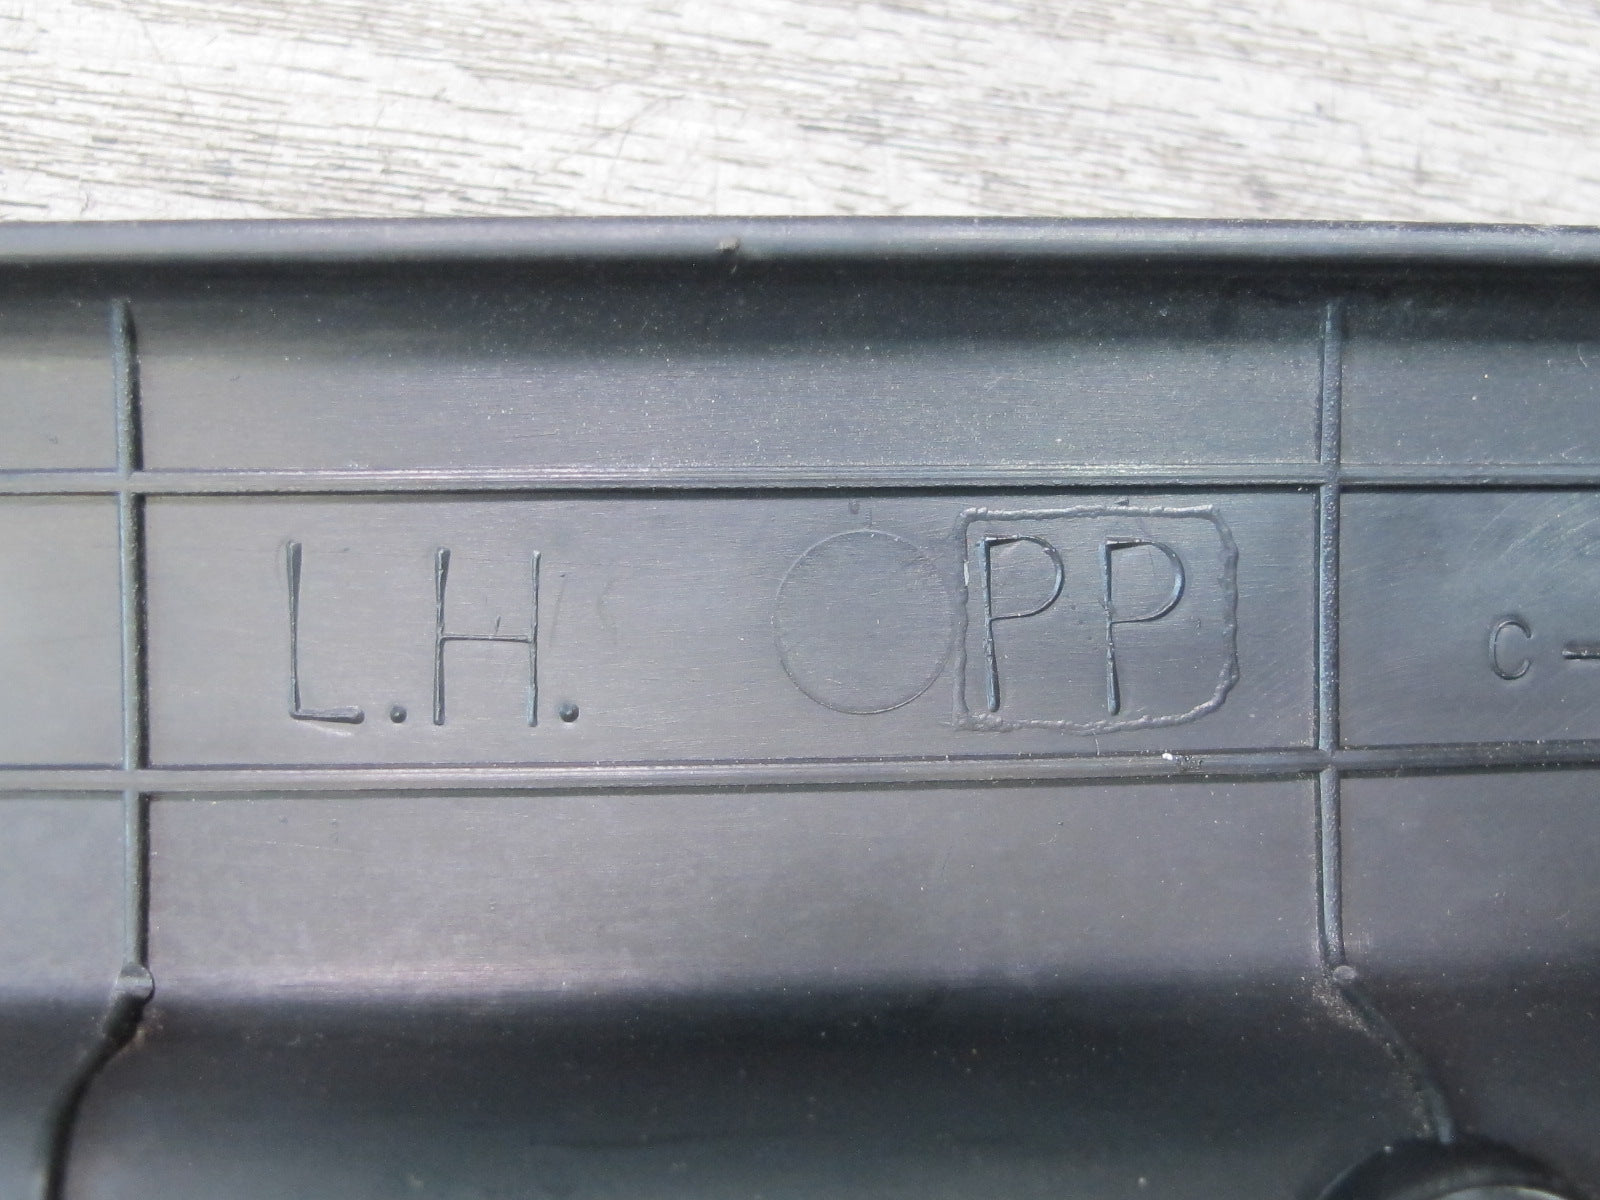 L.H. PP C-